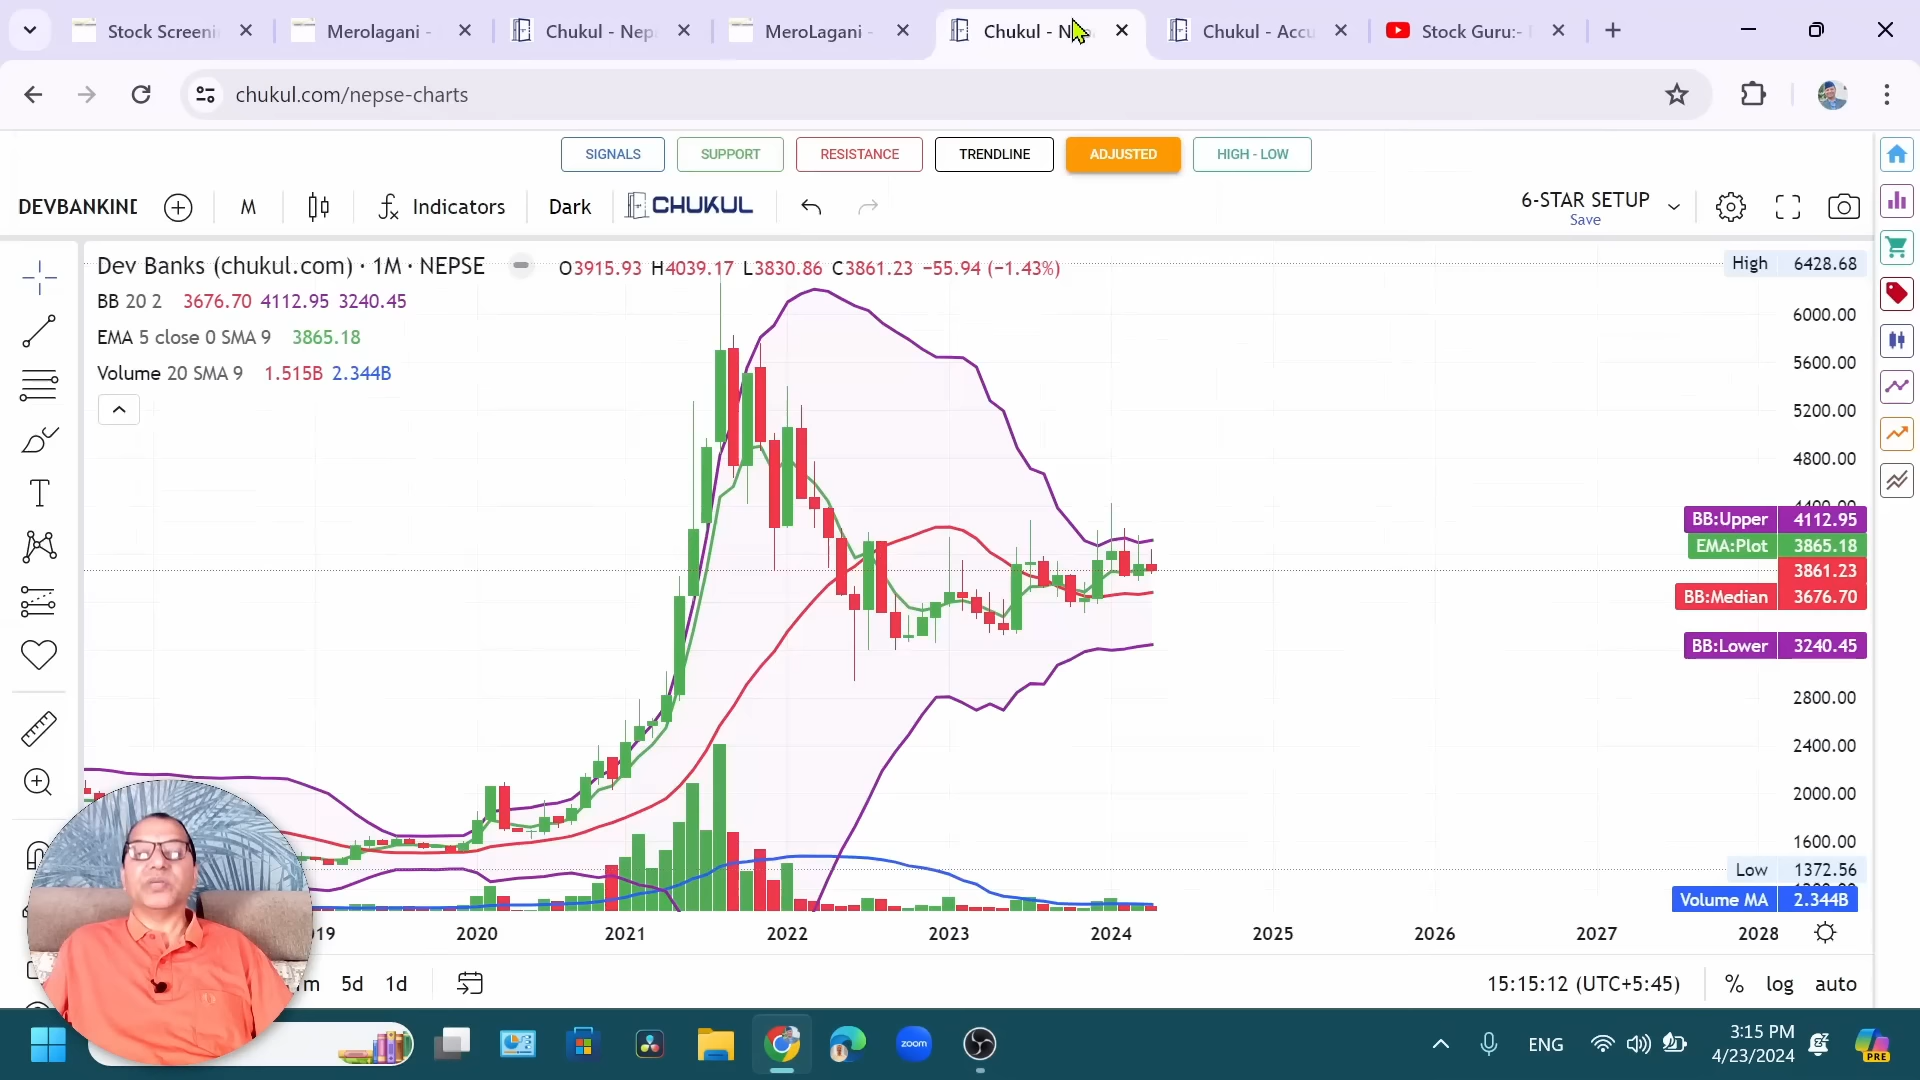 Stock Screeni
Merolagani -
Chukul - Nep
MeroLagani -
Chukul - N
Chukul - Accu
Stock Guru:-
chukul.com/nepse-charts
SIGNALS
SUPPORT
RESISTANCE
TRENDLINE
ADJUSTED
HIGH - LOW
DEVBANKIND
M
Indicators
Dark
CHUKUL
6-STAR SETUP
Save
Dev Banks (chukul.com) · 1M · NEPSE
O3915.93 H4039.17 L3830.86 C3861.23 −55.94 (−1.43%)
BB 20 2 3676.70 4112.95 3240.45
EMA 5 close 0 SMA 9 3865.18
Volume 20 SMA 9 1.515B 2.344B
High 6428.68
6000.00
5600.00
5200.00
4800.00
4400.00
BB:Upper 4112.95
EMA:Plot 3865.18
3861.23
BB:Median 3676.70
BB:Lower 3240.45
2800.00
2400.00
2000.00
1600.00
Low 1372.56
Volume MA 2.344B
19 2020 2021 2022 2023 2024 2025 2026 2027 2028
m 5d 1d
15:15:12 (UTC+5:45) % log auto
zoom
ENG
3:15 PM
4/23/2024
PRE